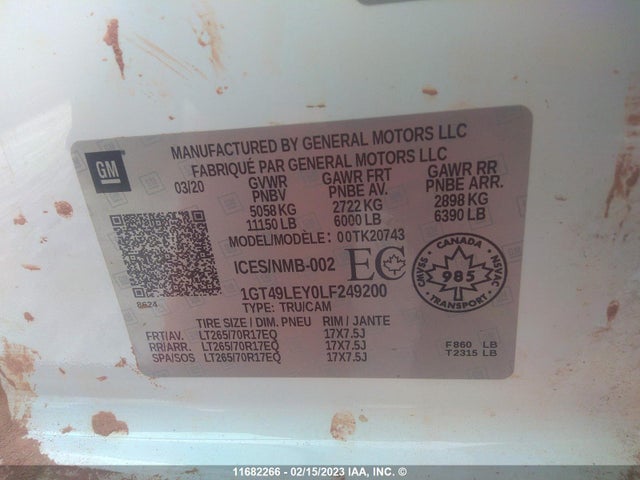 MANUFACTURED BY GENERAL MOTORS LLC
FABRIQUÉ PAR GENERAL MOTORS LLC
GM
03/20
GVWR
PNBV
5058 KG
11150 LB
GAWR FRT
PNBE AV.
2722 KG
6000 LB
GAWR RR
PNBE ARR.
2898 KG
6390 LB
MODEL/MODÈLE: 00TK20743
ICES/NMB-002
EC
CANADA
CMVSS
985
NSVAC
1GT49LEY0LF249200
TYPE: TRU/CAM
8624
TIRE SIZE / DIM. PNEU RIM / JANTE
FRT/AV. LT265/70R17EQ 17X7.5J
RR/ARR. LT265/70R17EQ 17X7.5J
SPA/SOS LT265/70R17EQ 17X7.5J
F860 LB
T2315 LB
11682266 - 02/15/2023 IAA, INC. ©